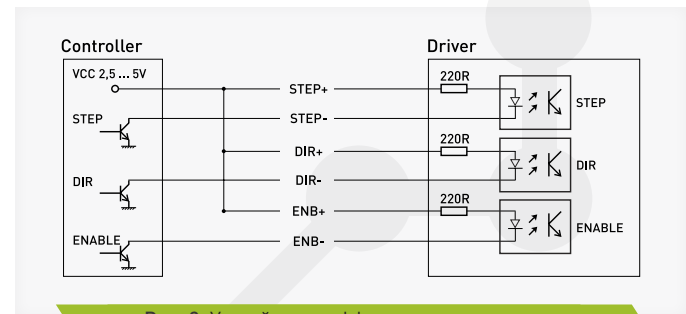 Controller
Driver
VCC 2,5 ... 5V
220R
STEP+
STEP
STEP-
STEP
220R
DIR+
DIR
DIR-
DIR
220R
ENB+
ENABLE
ENB-
ENABLE